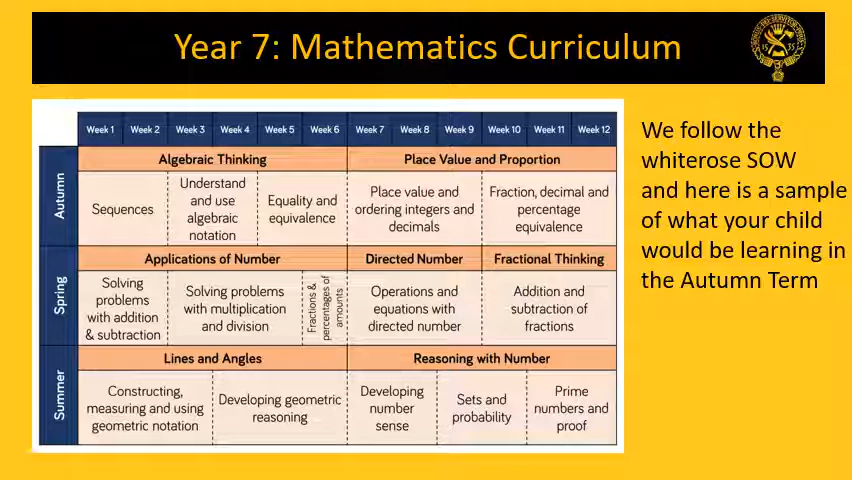 Year 7: Mathematics Curriculum
1535
Week 1 Week 2 Week 3 Week 4 Week 5 Week 6 Week 7 Week 8 Week 9 Week 10 Week 11 Week 12
Autumn
Algebraic Thinking
Place Value and Proportion
Sequences
Understand
and use
algebraic
notation
Equality and
equivalence
Place value and
ordering integers and
decimals
Fraction, decimal and
percentage
equivalence
Spring
Applications of Number
Directed Number
Fractional Thinking
Solving
problems
with addition
& subtraction
Solving problems
with multiplication
and division
Fractions &
percentages of
amounts
Operations and
equations with
directed number
Addition and
subtraction of
fractions
Summer
Lines and Angles
Reasoning with Number
Constructing,
measuring and using
geometric notation
Developing geometric
reasoning
Developing
number
sense
Sets and
probability
Prime
numbers and
proof
We follow the
whiterose SOW
and here is a sample
of what your child
would be learning in
the Autumn Term